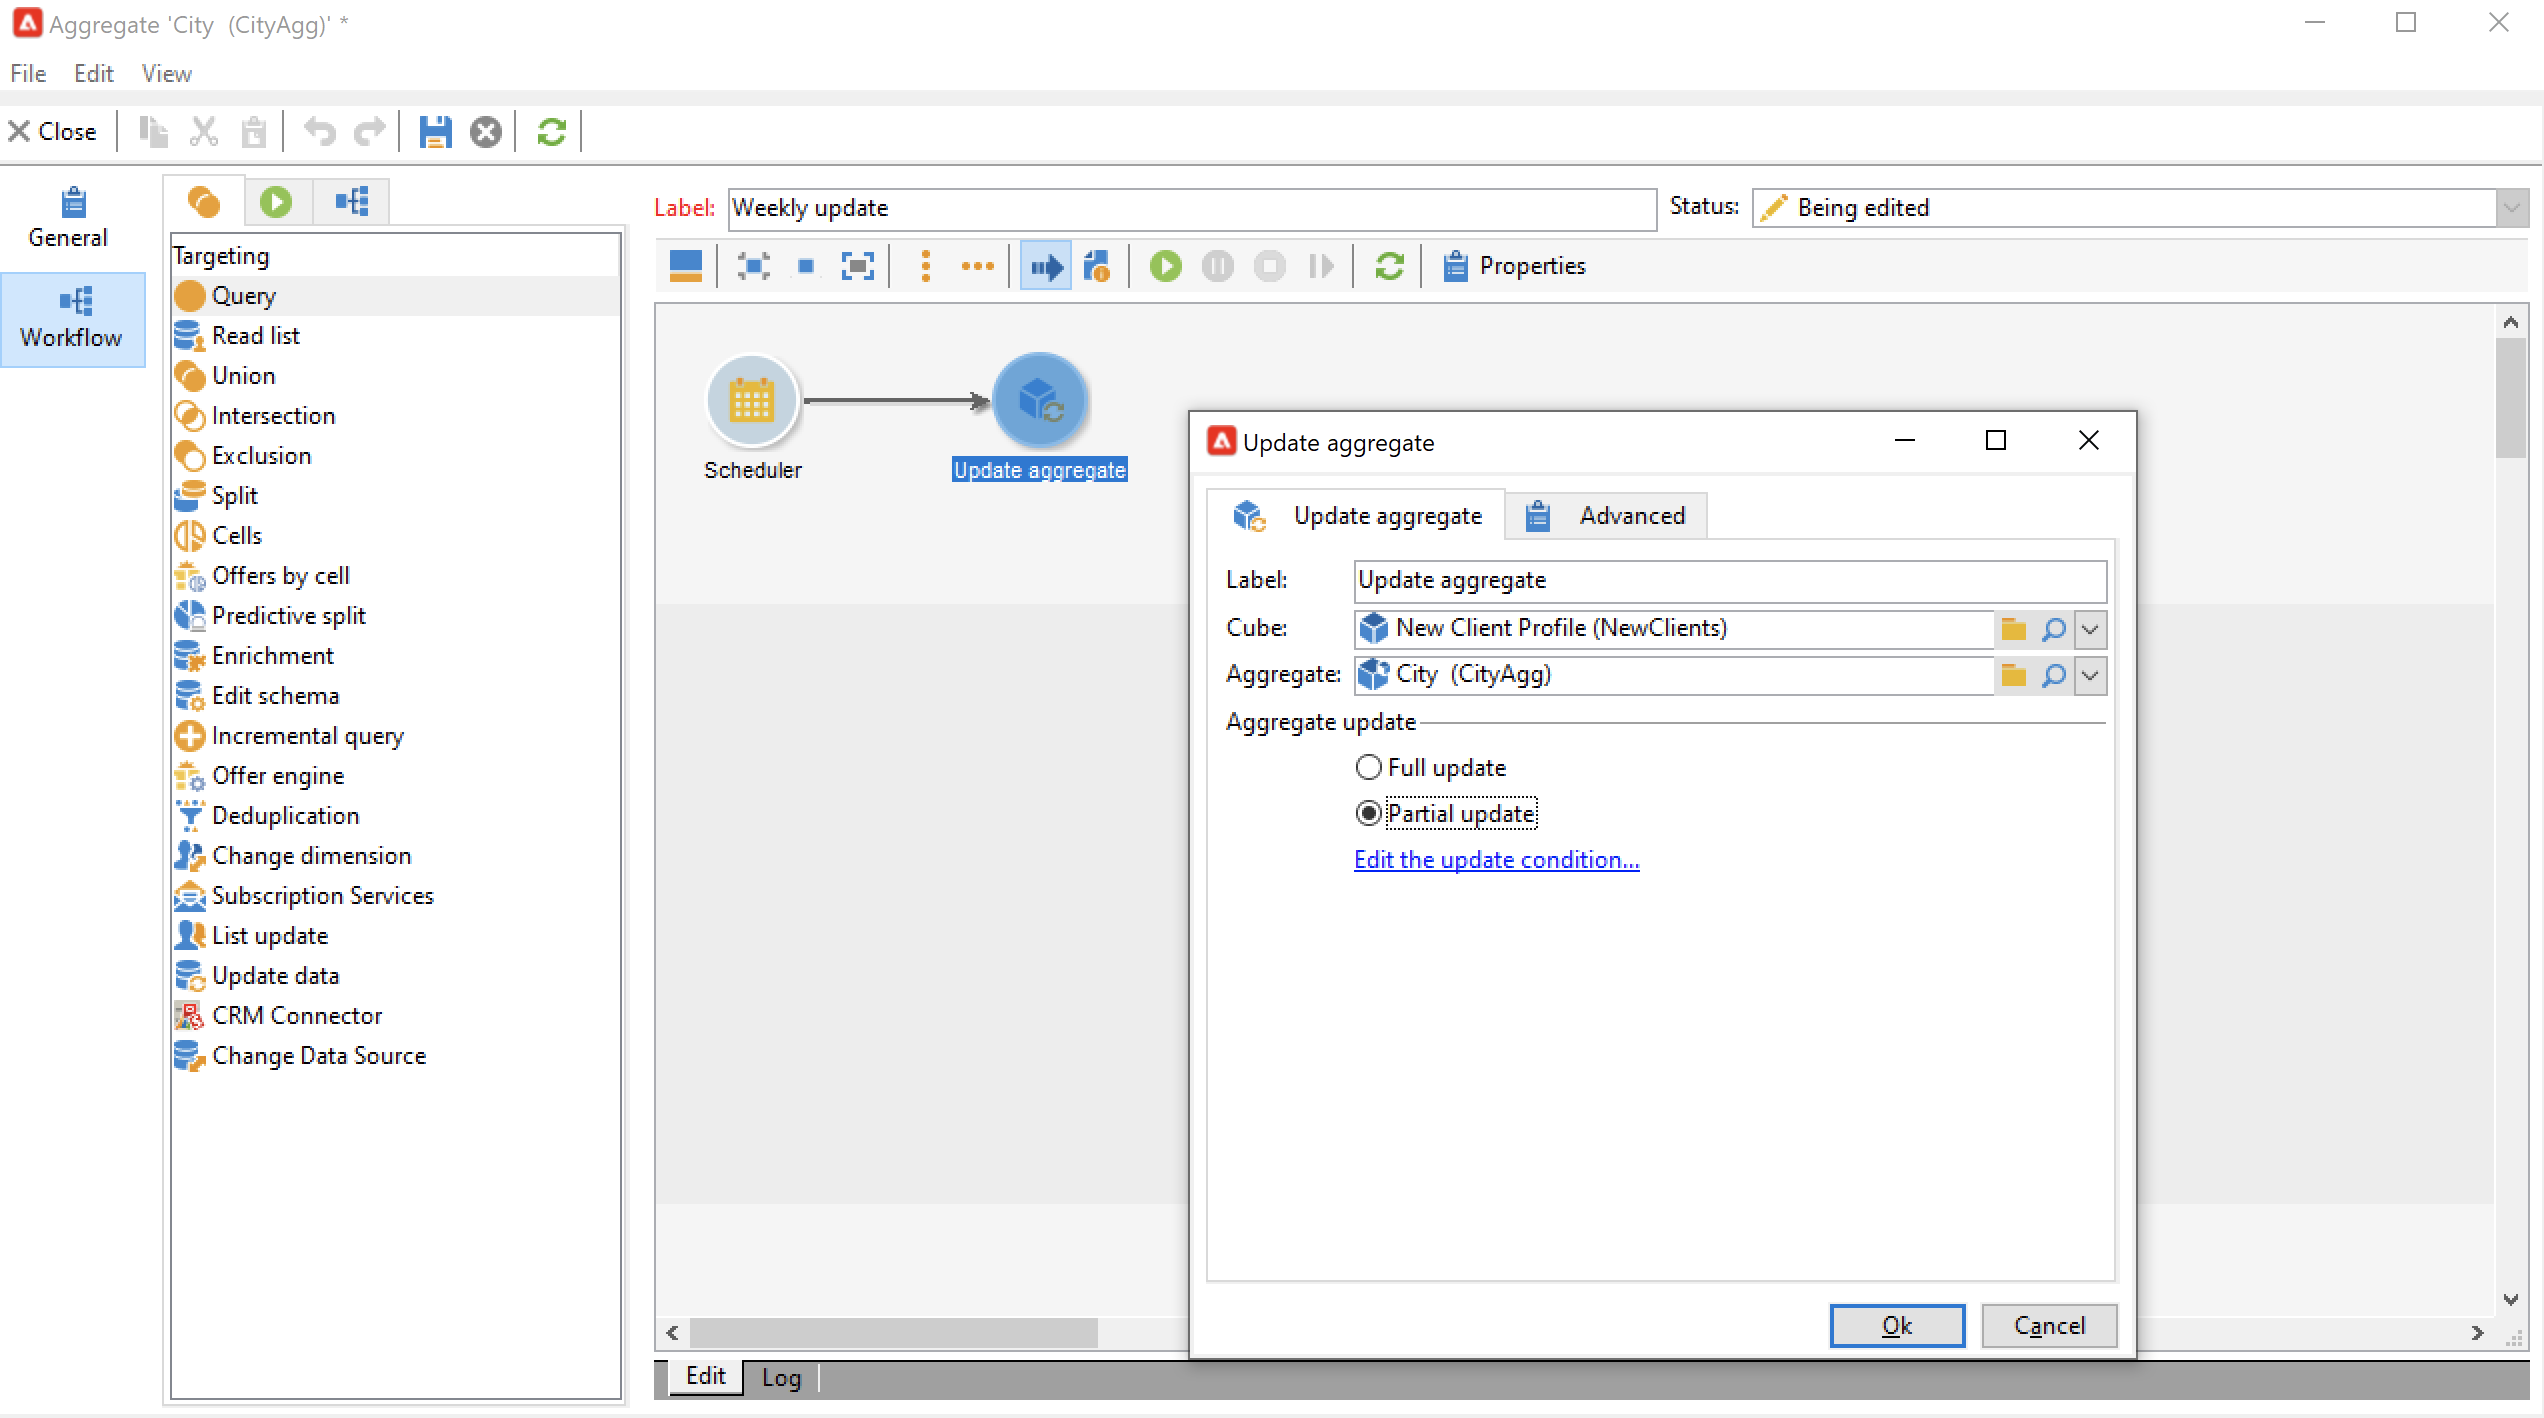 Aggregate 'City  (CityAgg)' *
File Edit View
Close
General
Workflow
Targeting
Query
Read list
Union
Intersection
Exclusion
Split
Cells
Offers by cell
Predictive split
Enrichment
Edit schema
Incremental query
Offer engine
Deduplication
Change dimension
Subscription Services
List update
Update data
CRM Connector
Change Data Source
Label: Weekly update Status: Being edited
Properties
Scheduler Update aggregate
Update aggregate
Update aggregate Advanced
Label: Update aggregate
Cube: New Client Profile (NewClients)
Aggregate: City  (CityAgg)
Aggregate update
Full update
Partial update
Edit the update condition...
Ok Cancel
Edit Log